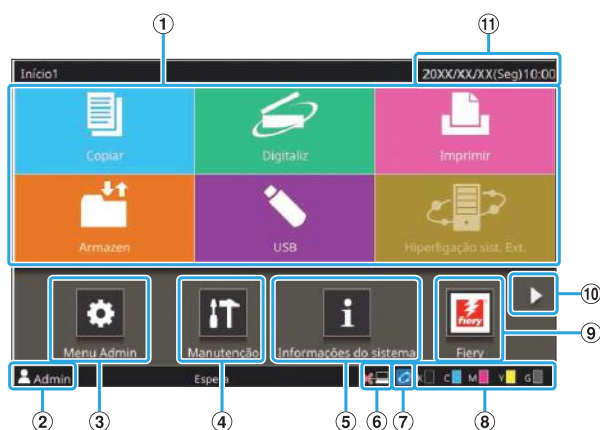 ① ⑪
Início1 20XX/XX/XX(Seg)10:00
Copiar Digitaliz Imprimir
Armazen USB Hiperligação sist. Ext.
⑩
fiery
⑨
Menu Admin Manutenção Informações do sistema Fiery
Admin Espera K C M Y G
② ③ ④ ⑤ ⑥ ⑦ ⑧